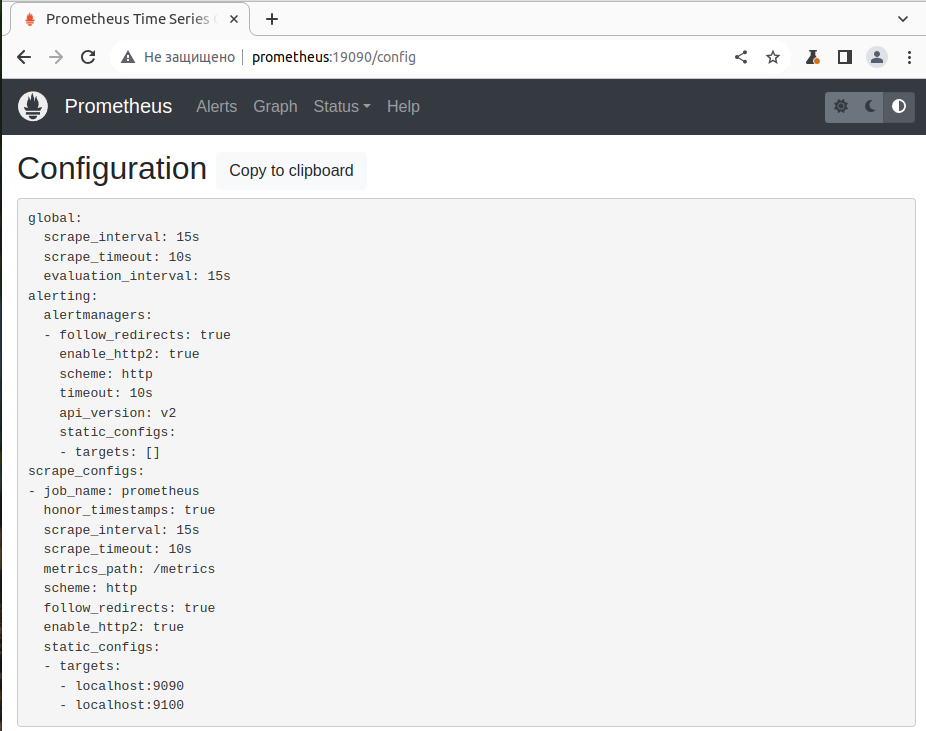 Prometheus Time Series
Не защищено prometheus:19090/config
Prometheus Alerts Graph Status Help
Configuration Copy to clipboard
global:
  scrape_interval: 15s
  scrape_timeout: 10s
  evaluation_interval: 15s
alerting:
  alertmanagers:
  - follow_redirects: true
    enable_http2: true
    scheme: http
    timeout: 10s
    api_version: v2
    static_configs:
    - targets: []
scrape_configs:
- job_name: prometheus
  honor_timestamps: true
  scrape_interval: 15s
  scrape_timeout: 10s
  metrics_path: /metrics
  scheme: http
  follow_redirects: true
  enable_http2: true
  static_configs:
  - targets:
    - localhost:9090
    - localhost:9100